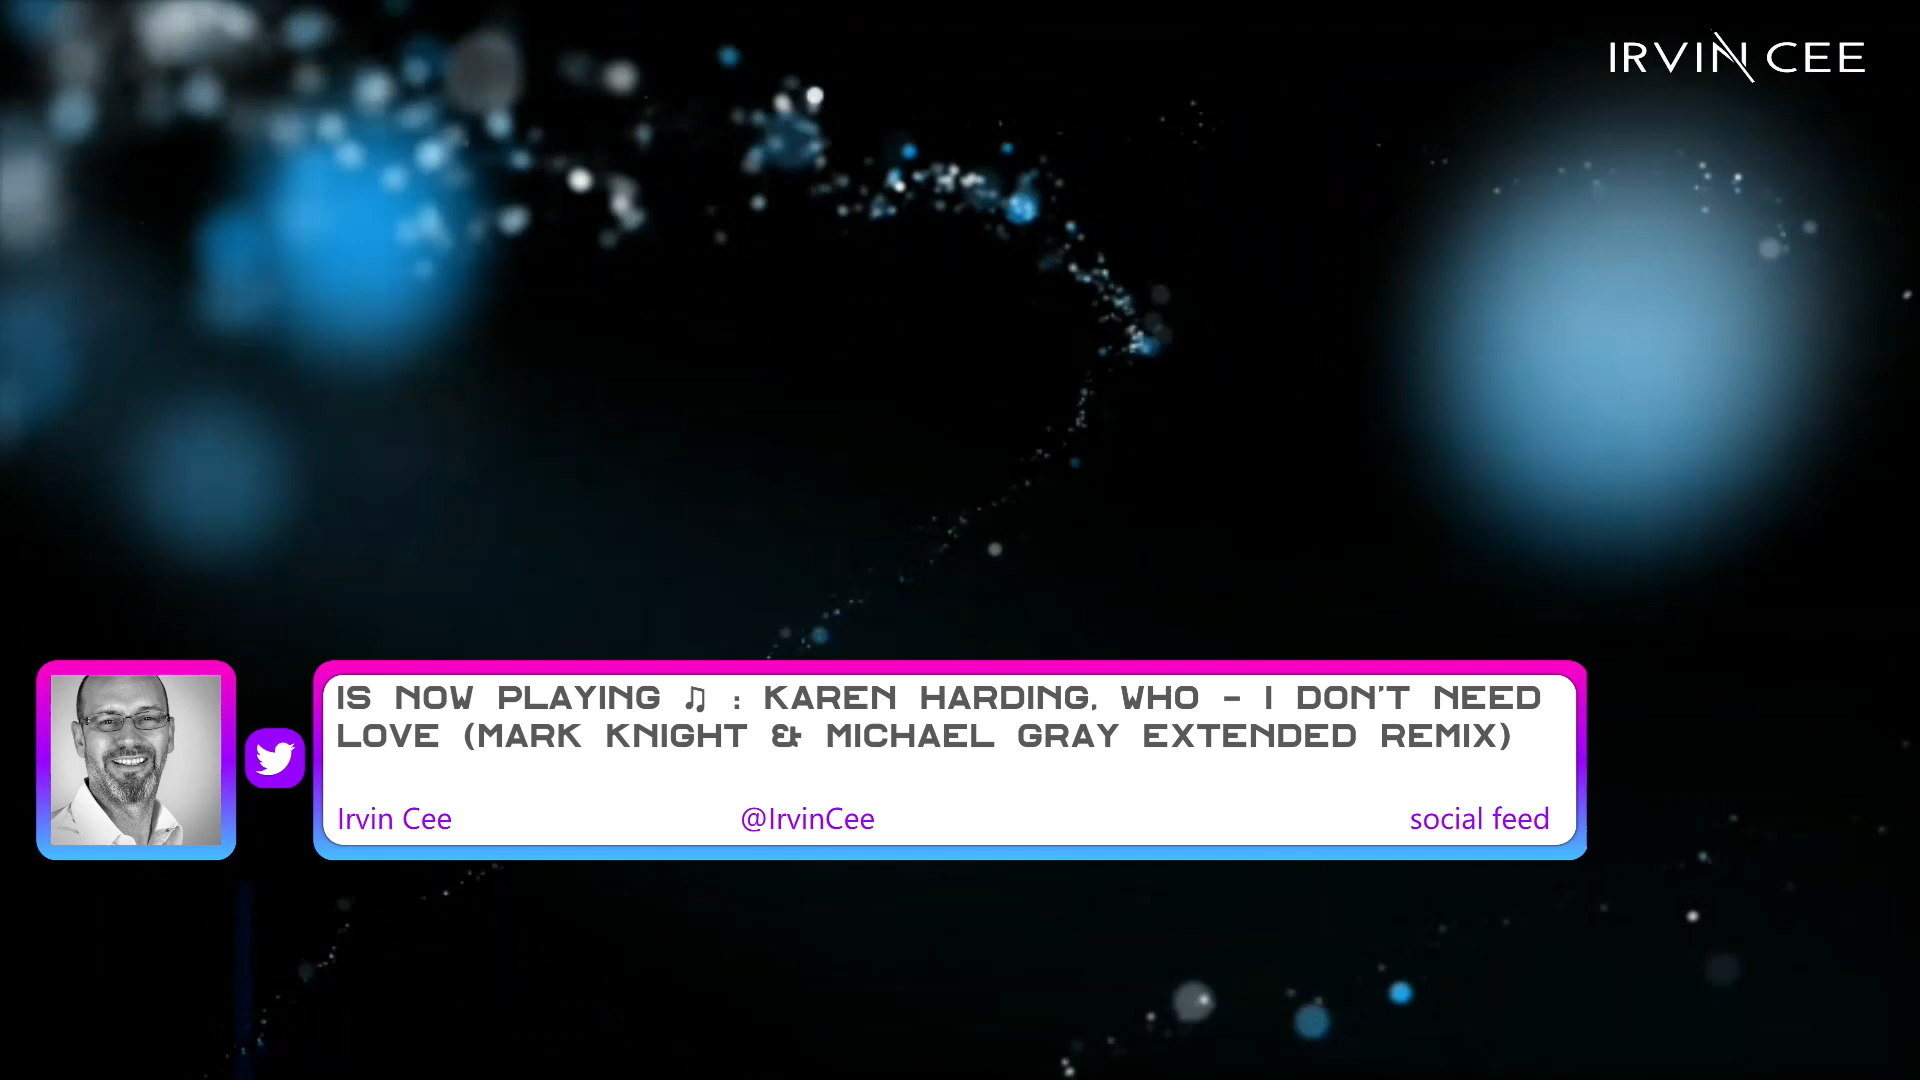 IRVIN CEE
IS NOW PLAYING ♫ : KAREN HARDING, WHO - I DON'T NEED
LOVE (MARK KNIGHT & MICHAEL GRAY EXTENDED REMIX)
Irvin Cee @IrvinCee social feed